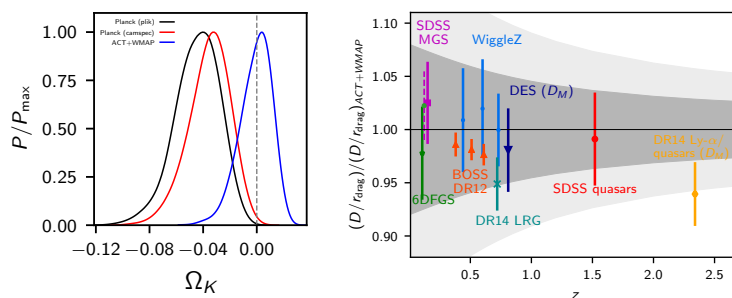 Planck (plik)
Planck (camspec)
ACT+WMAP
P/P_max
1.00
0.75
0.50
0.25
0.00
−0.12 −0.08 −0.04 0.00
Ω_K
(D/r_drag)/(D/r_drag)_ACT+WMAP
1.10
1.05
1.00
0.95
0.90
SDSS
MGS
WiggleZ
DES (D_M)
6DFGS
BOSS
DR12
DR14 LRG
SDSS quasars
DR14 Ly-α/
quasars (D_M)
0.5 1.0 1.5 2.0 2.5
z